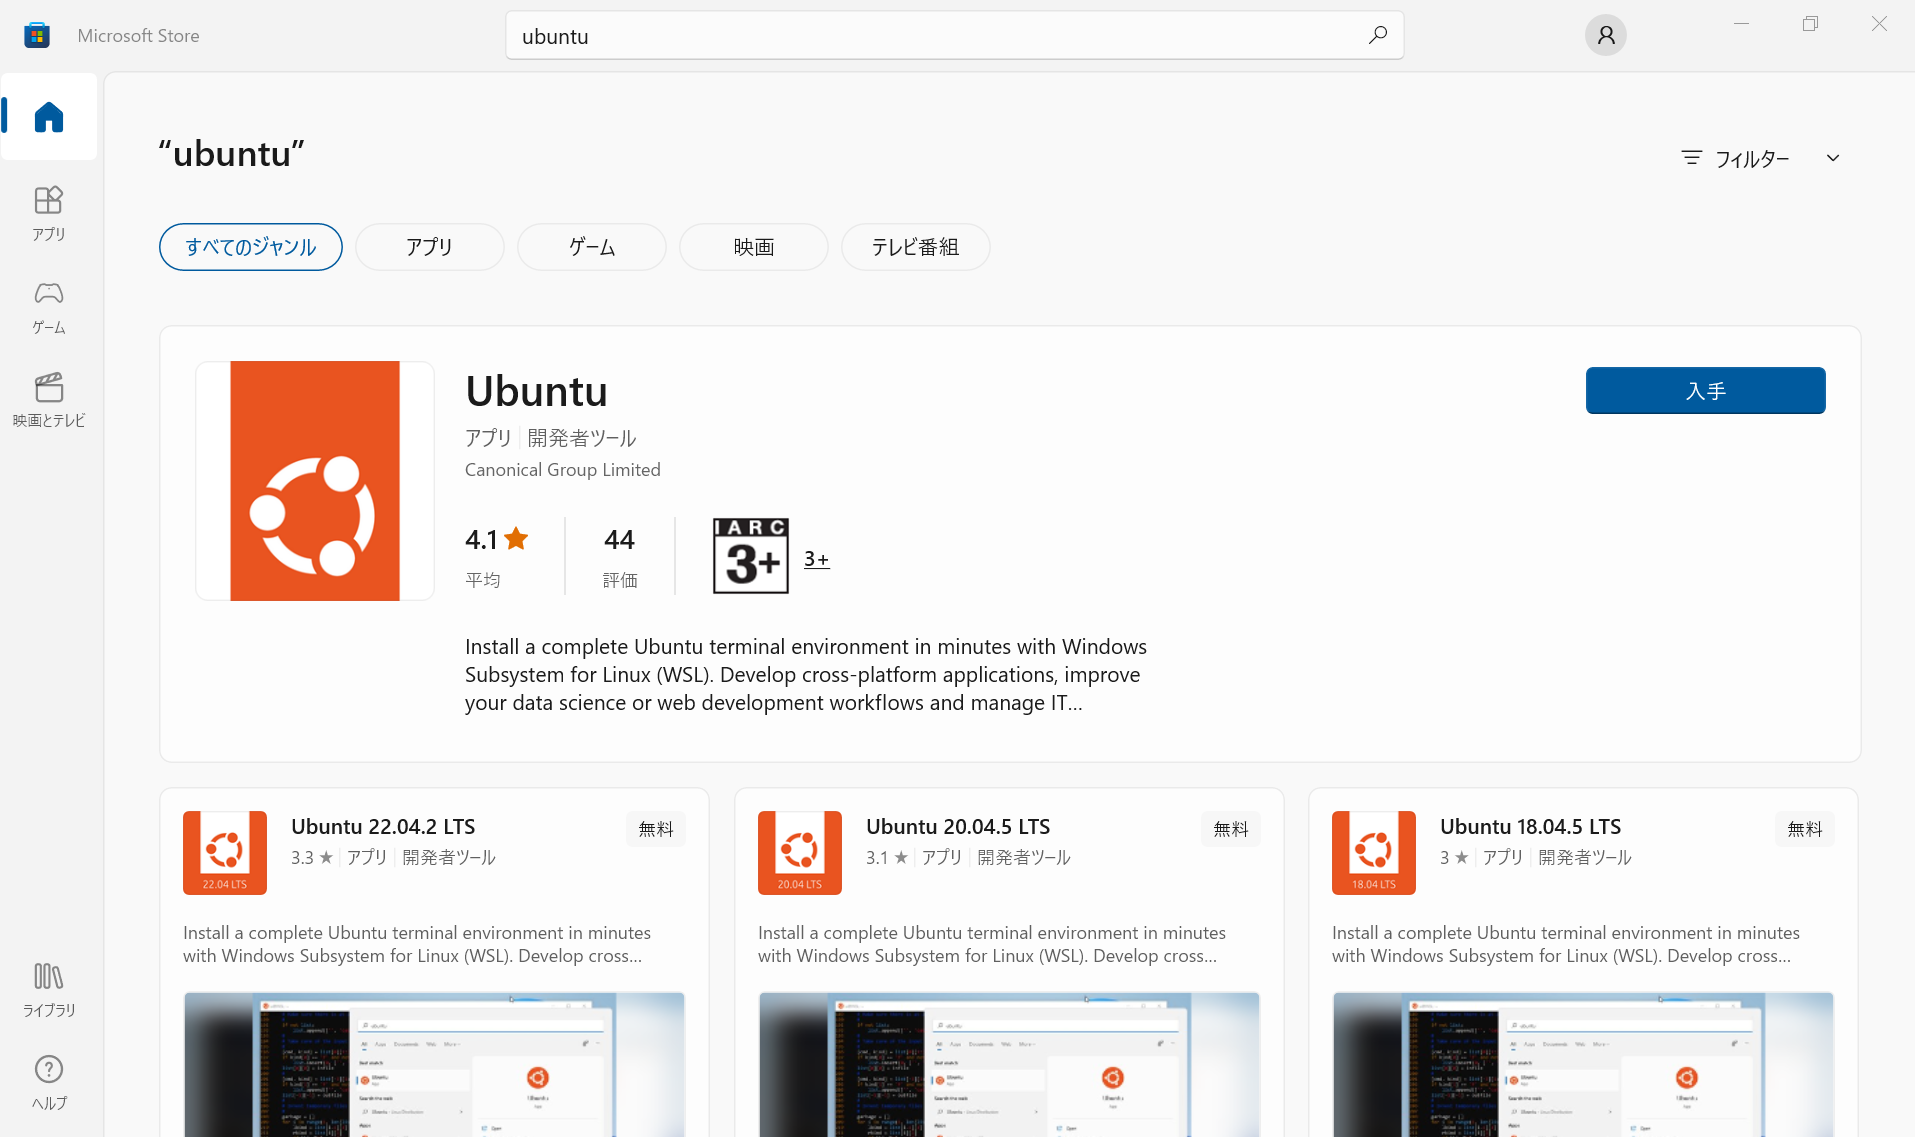 Microsoft Store
ubuntu
アプリ
ゲーム
映画とテレビ
ライブラリ
ヘルプ
“ubuntu”
フィルター
すべてのジャンル
アプリ
ゲーム
映画
テレビ番組
Ubuntu
入手
アプリ 開発者ツール
Canonical Group Limited
4.1
平均
44
評価
IARC
3+
3+
Install a complete Ubuntu terminal environment in minutes with Windows
Subsystem for Linux (WSL). Develop cross-platform applications, improve
your data science or web development workflows and manage IT...
22.04 LTS
Ubuntu 22.04.2 LTS
無料
3.3 ★ アプリ 開発者ツール
Install a complete Ubuntu terminal environment in minutes
with Windows Subsystem for Linux (WSL). Develop cross...
20.04 LTS
Ubuntu 20.04.5 LTS
無料
3.1 ★ アプリ 開発者ツール
Install a complete Ubuntu terminal environment in minutes
with Windows Subsystem for Linux (WSL). Develop cross...
18.04 LTS
Ubuntu 18.04.5 LTS
無料
3 ★ アプリ 開発者ツール
Install a complete Ubuntu terminal environment in minutes
with Windows Subsystem for Linux (WSL). Develop cross...